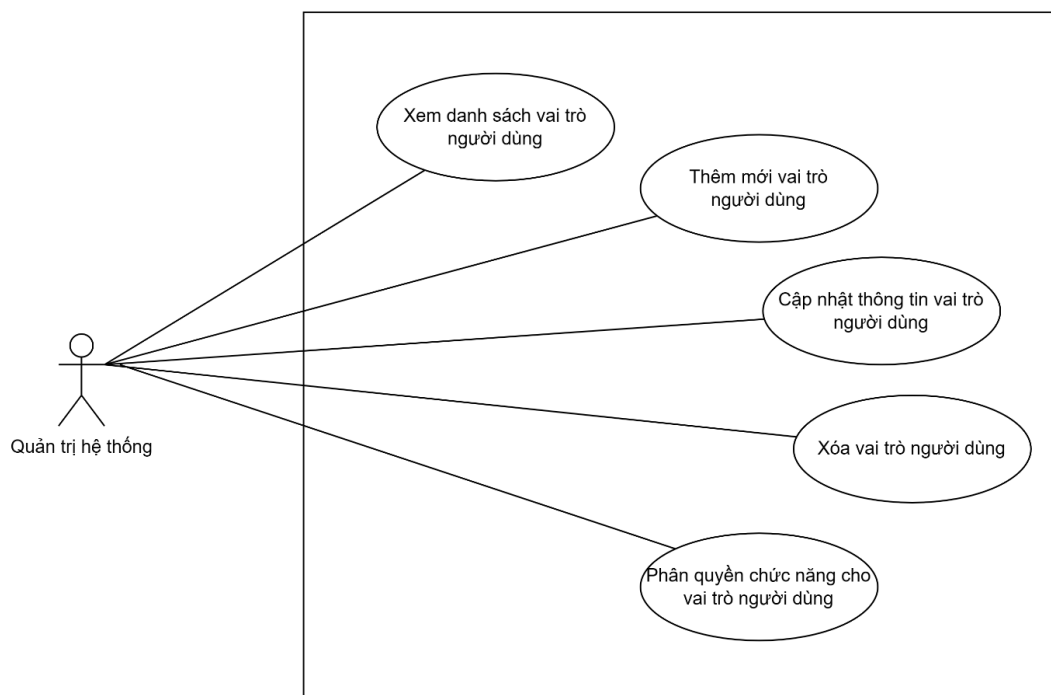 Xem danh sách vai trò
người dùng
Thêm mới vai trò
người dùng
Cập nhật thông tin vai trò
người dùng
Quản trị hệ thống
Xóa vai trò người dùng
Phân quyền chức năng cho
vai trò người dùng